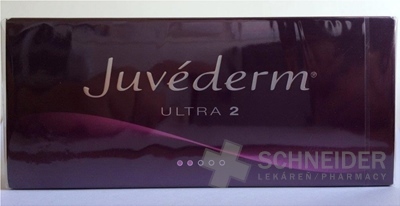 Juvéderm®
ULTRA 2
SCHNEIDER
LEKÁREŇ/PHARMACY